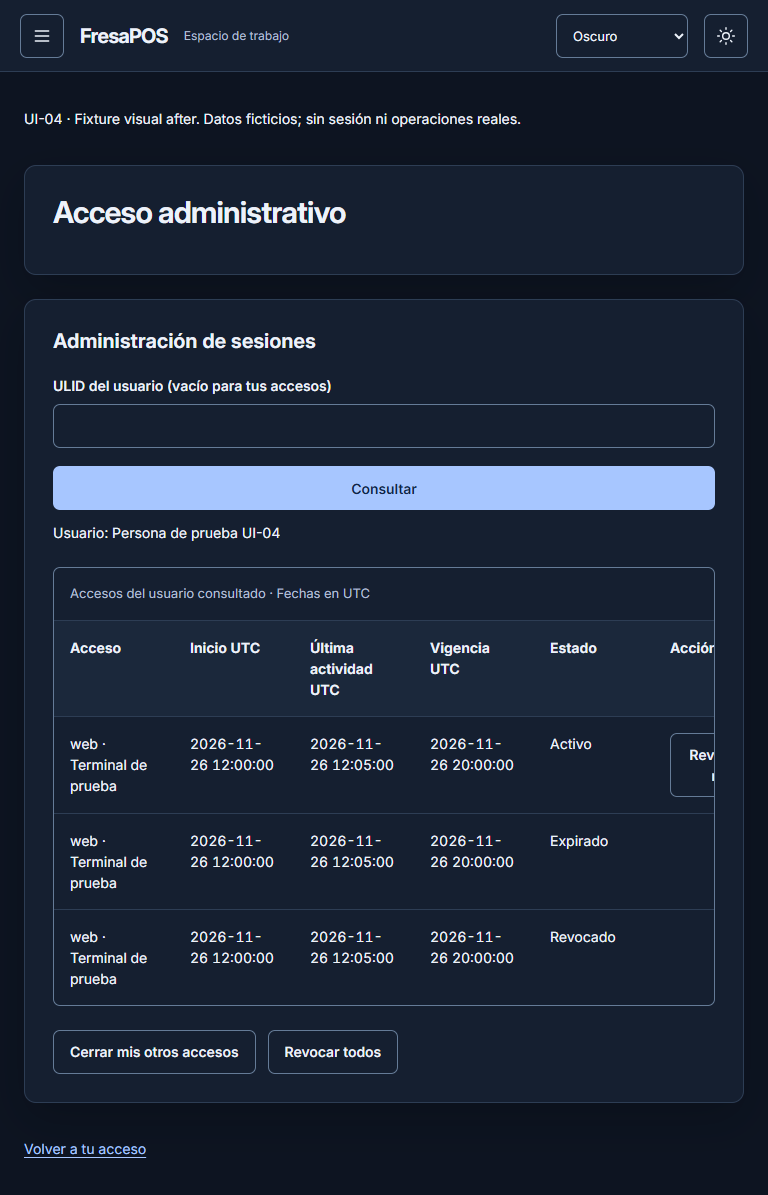 FresaPOS Espacio de trabajo Oscuro
UI-04 · Fixture visual after. Datos ficticios; sin sesión ni operaciones reales.
Acceso administrativo
Administración de sesiones
ULID del usuario (vacío para tus accesos)
Consultar
Usuario: Persona de prueba UI-04
Accesos del usuario consultado · Fechas en UTC
Acceso Inicio UTC Última actividad UTC Vigencia UTC Estado Acción
web · Terminal de prueba 2026-11-26 12:00:00 2026-11-26 12:05:00 2026-11-26 20:00:00 Activo Rev
web · Terminal de prueba 2026-11-26 12:00:00 2026-11-26 12:05:00 2026-11-26 20:00:00 Expirado
web · Terminal de prueba 2026-11-26 12:00:00 2026-11-26 12:05:00 2026-11-26 20:00:00 Revocado
Cerrar mis otros accesos Revocar todos
Volver a tu acceso